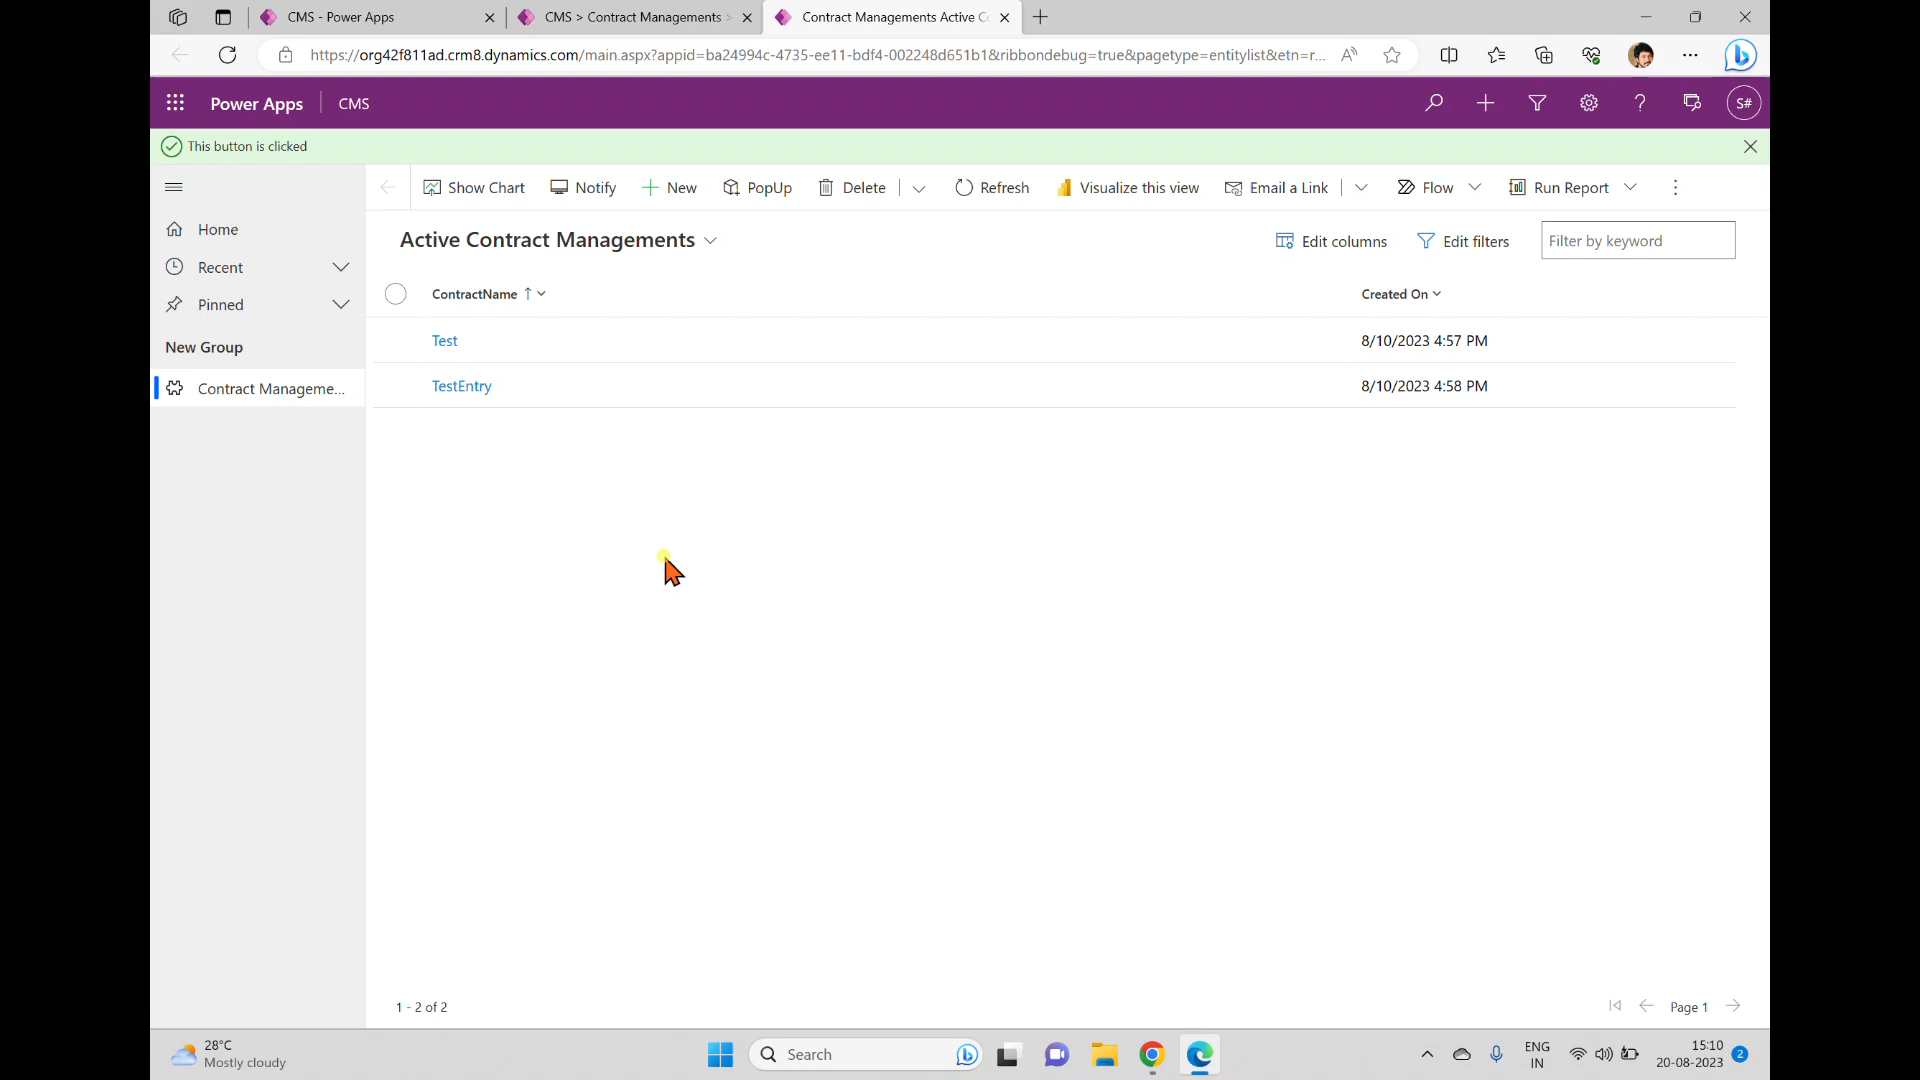 CMS - Power Apps
CMS > Contract Managements >
Contract Managements Active C
https://org42f811ad.crm8.dynamics.com/main.aspx?appid=ba24994c-4735-ee11-bdf4-002248d651b1&ribbondebug=true&pagetype=entitylist&etn=r...
Power Apps
CMS
S#
This button is clicked
Show Chart
Notify
New
PopUp
Delete
Refresh
Visualize this view
Email a Link
Flow
Run Report
Home
Recent
Pinned
New Group
Contract Manageme...
Active Contract Managements
Edit columns
Edit filters
Filter by keyword
ContractName
Created On
Test
8/10/2023 4:57 PM
TestEntry
8/10/2023 4:58 PM
1 - 2 of 2
Page 1
28°C
Mostly cloudy
Search
ENG
IN
15:10
20-08-2023
2